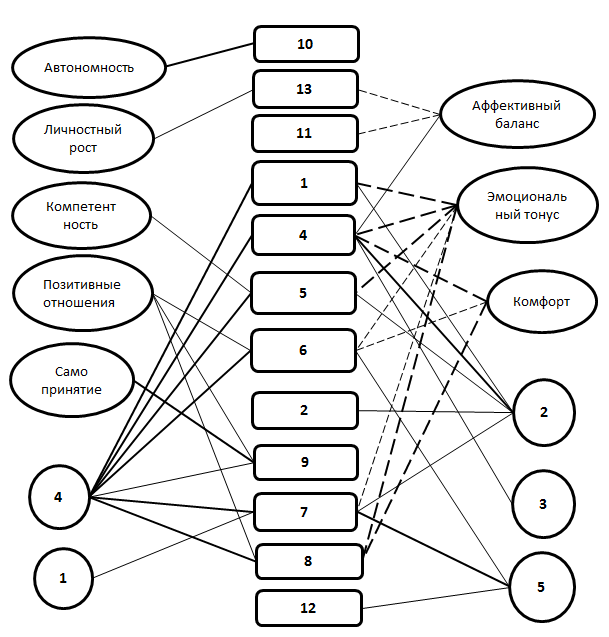 Автономность
Личностный
рост
Компетент
ность
Позитивные
отношения
Само
принятие
4
1
10
13
11
1
4
5
6
2
9
7
8
12
Аффективный
баланс
Эмоциональ
ный тонус
Комфорт
2
3
5